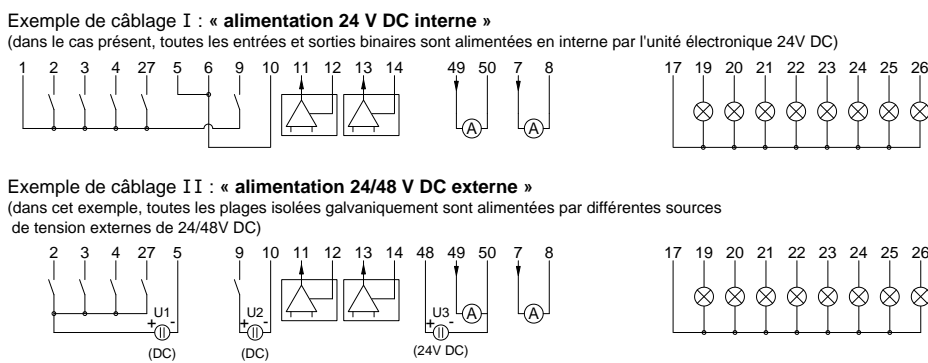 Exemple de câblage I : « alimentation 24 V DC interne »
(dans le cas présent, toutes les entrées et sorties binaires sont alimentées en interne par l'unité électronique 24V DC)
1 2 3 4 27 5 6 9 10 11 12 13 14 49 50 7 8 17 19 20 21 22 23 24 25 26
A A
Exemple de câblage II : « alimentation 24/48 V DC externe »
(dans cet exemple, toutes les plages isolées galvaniquement sont alimentées par différentes sources
de tension externes de 24/48V DC)
2 3 4 27 5 9 10 11 12 13 14 48 49 50 7 8 17 19 20 21 22 23 24 25 26
U1 U2 U3 A A
+ - + - + -
(DC) (DC) (24V DC)